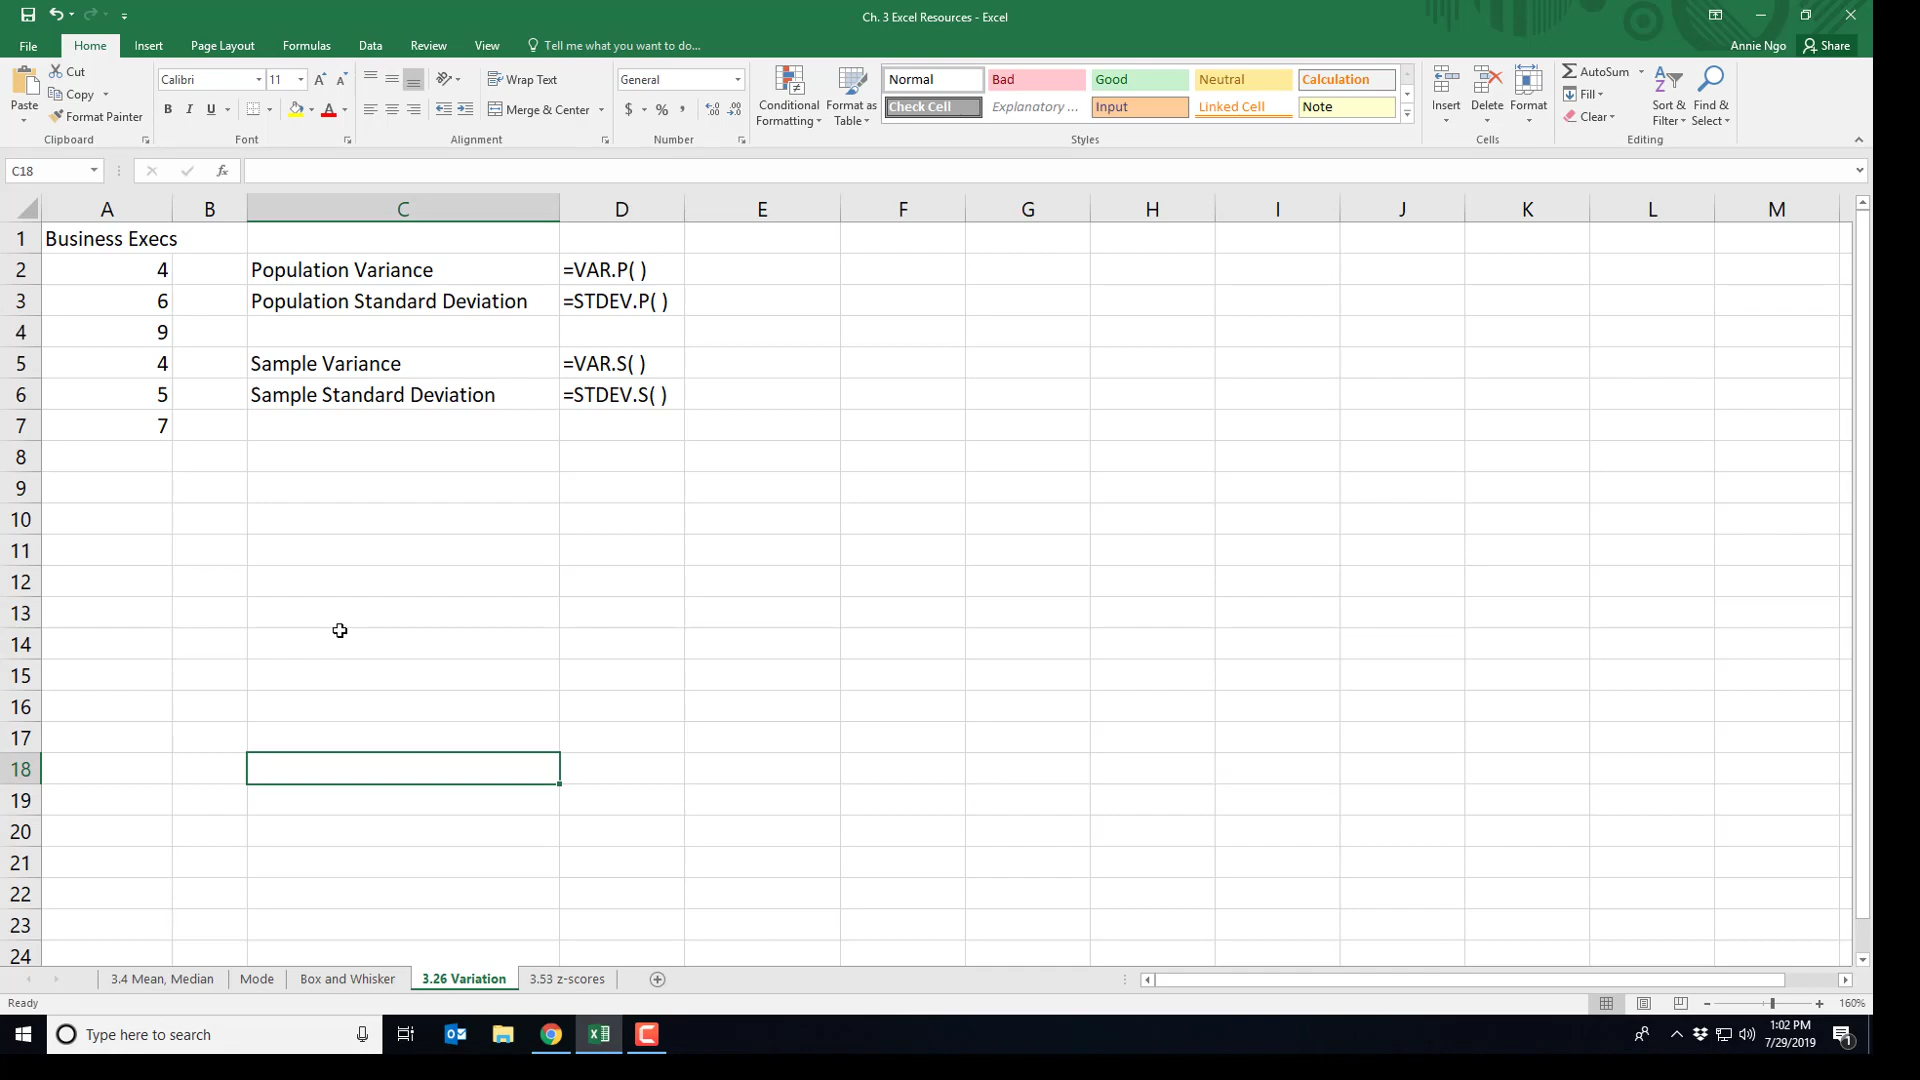 Ch. 3 Excel Resources - Excel
File Home Insert Page Layout Formulas Data Review View Tell me what you want to do... Annie Ngo Share
Paste Cut Copy Format Painter Clipboard
Calibri 11 B I U Font
Wrap Text Merge & Center Alignment
General $ % , Number
Conditional Formatting Format as Table
Normal Bad Good Neutral Calculation
Check Cell Explanatory ... Input Linked Cell Note
Styles
Insert Delete Format Cells
AutoSum Fill Clear Sort & Filter Find & Select Editing
C18 fx
A B C D E F G H I J K L M
1 Business Execs
2 4 Population Variance =VAR.P( )
3 6 Population Standard Deviation =STDEV.P( )
4 9
5 4 Sample Variance =VAR.S( )
6 5 Sample Standard Deviation =STDEV.S( )
7 7
8
9
10
11
12
13
14
15
16
17
18
19
20
21
22
23
24
3.4 Mean, Median Mode Box and Whisker 3.26 Variation 3.53 z-scores
Ready 160%
Type here to search 1:02 PM
7/29/2019 1